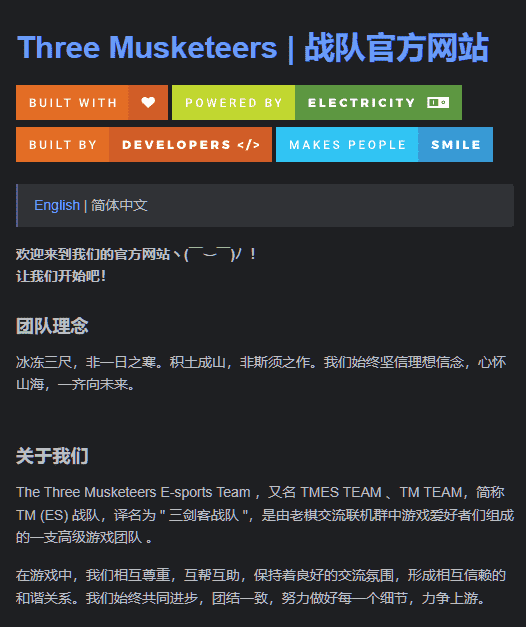 Three Musketeers | 战队官方网站
BUILT WITH ❤ POWERED BY ELECTRICITY
BUILT BY DEVELOPERS </> MAKES PEOPLE SMILE
English | 简体中文
欢迎来到我们的官方网站ヽ(￣︶￣)ﾉ！
让我们开始吧！
团队理念
冰冻三尺，非一日之寒。积土成山，非斯须之作。我们始终坚信理想信念，心怀
山海，一齐向未来。
关于我们
The Three Musketeers E-sports Team ，又名 TMES TEAM 、TM TEAM，简称
TM (ES) 战队，译名为 " 三剑客战队 "，是由老棋交流联机群中游戏爱好者们组成
的一支高级游戏团队 。
在游戏中，我们相互尊重，互帮互助，保持着良好的交流氛围，形成相互信赖的
和谐关系。我们始终共同进步，团结一致，努力做好每一个细节，力争上游。